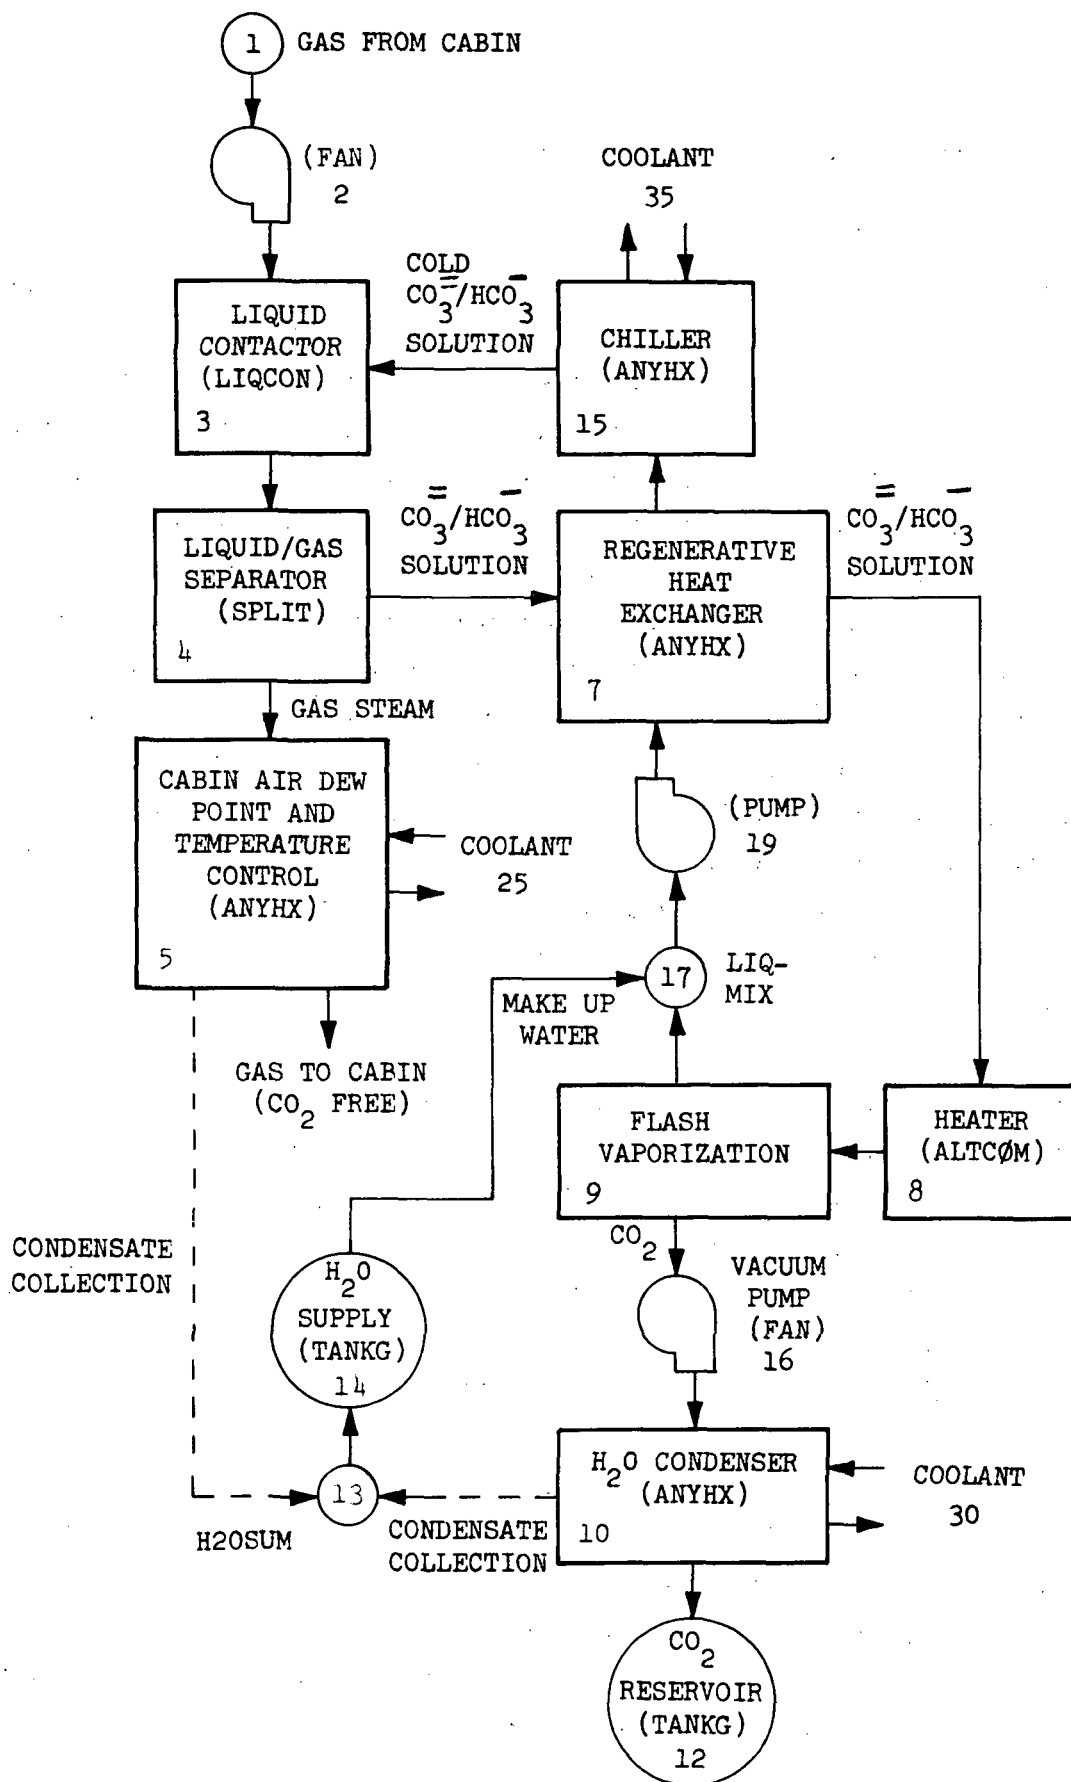 1 GAS FROM CABIN
(FAN)
2
COOLANT
35
COLD
CO3=/HCO3-
SOLUTION
LIQUID
CONTACTOR
(LIQCON)
3
CHILLER
(ANYHX)
15
LIQUID/GAS
SEPARATOR
(SPLIT)
4
CO3=/HCO3-
SOLUTION
REGENERATIVE
HEAT
EXCHANGER
(ANYHX)
7
CO3=/HCO3-
SOLUTION
GAS STEAM
CABIN AIR DEW
POINT AND
TEMPERATURE
CONTROL
(ANYHX)
5
COOLANT
25
(PUMP)
19
17
LIQ-
MIX
MAKE UP
WATER
GAS TO CABIN
(CO2 FREE)
FLASH
VAPORIZATION
9
HEATER
(ALTCØM)
8
CO2
CONDENSATE
COLLECTION
H2O
SUPPLY
(TANKG)
14
VACUUM
PUMP
(FAN)
16
13
H2OSUM
CONDENSATE
COLLECTION
H2O CONDENSER
(ANYHX)
10
COOLANT
30
CO2
RESERVOIR
(TANKG)
12